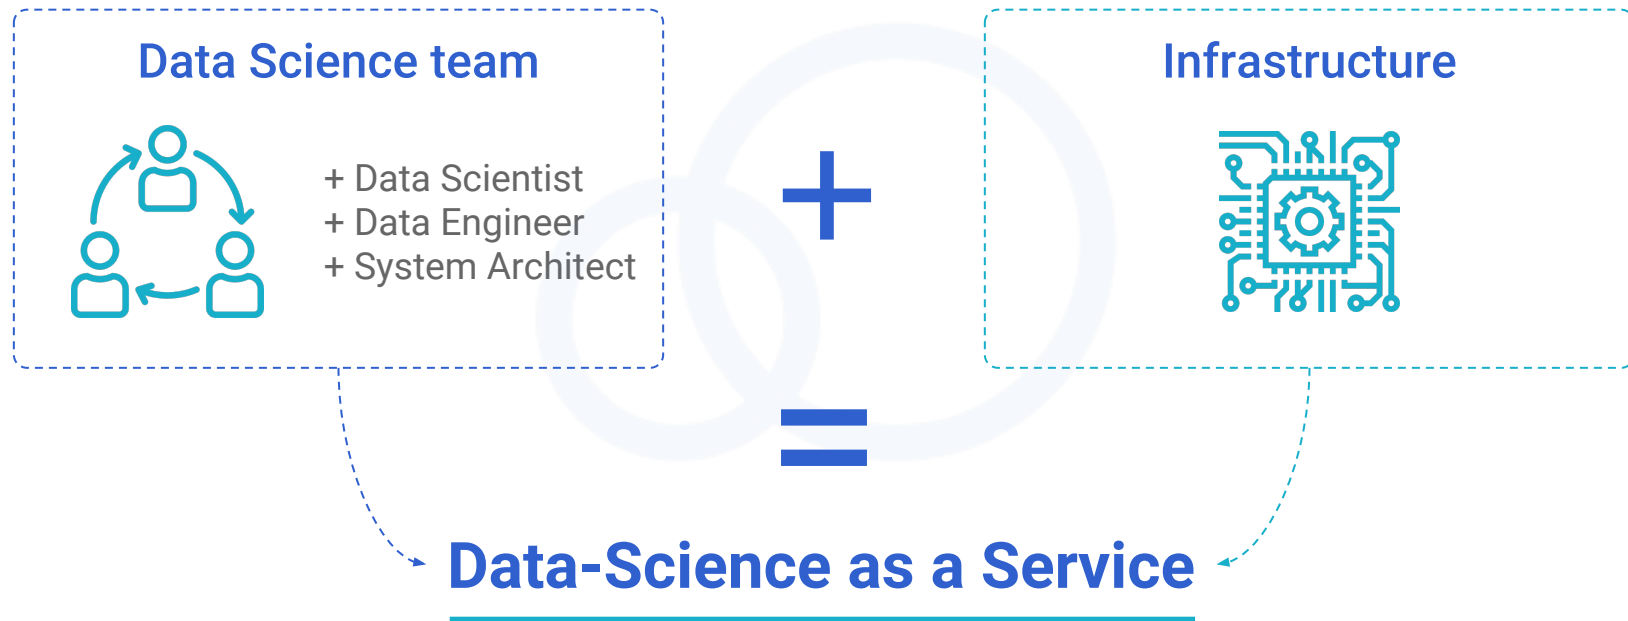 Data Science team
+ Data Scientist
+ Data Engineer
+ System Architect
+
Infrastructure
=
Data-Science as a Service